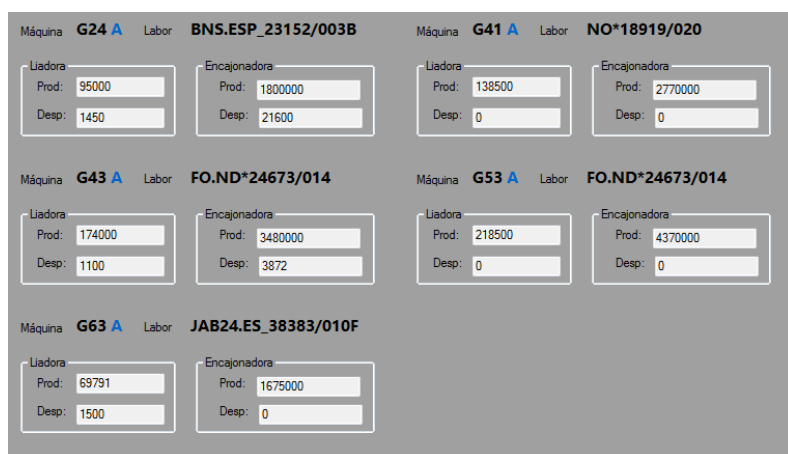 Máquina G24 A Labor BNS.ESP_23152/003B
Liadora Encajonadora
Prod: 95000 Prod: 1800000
Desp: 1450 Desp: 21600
Máquina G41 A Labor NO*18919/020
Liadora Encajonadora
Prod: 138500 Prod: 2770000
Desp: 0 Desp: 0
Máquina G43 A Labor FO.ND*24673/014
Liadora Encajonadora
Prod: 174000 Prod: 3480000
Desp: 1100 Desp: 3872
Máquina G53 A Labor FO.ND*24673/014
Liadora Encajonadora
Prod: 218500 Prod: 4370000
Desp: 0 Desp: 0
Máquina G63 A Labor JAB24.ES_38383/010F
Liadora Encajonadora
Prod: 69791 Prod: 1675000
Desp: 1500 Desp: 0